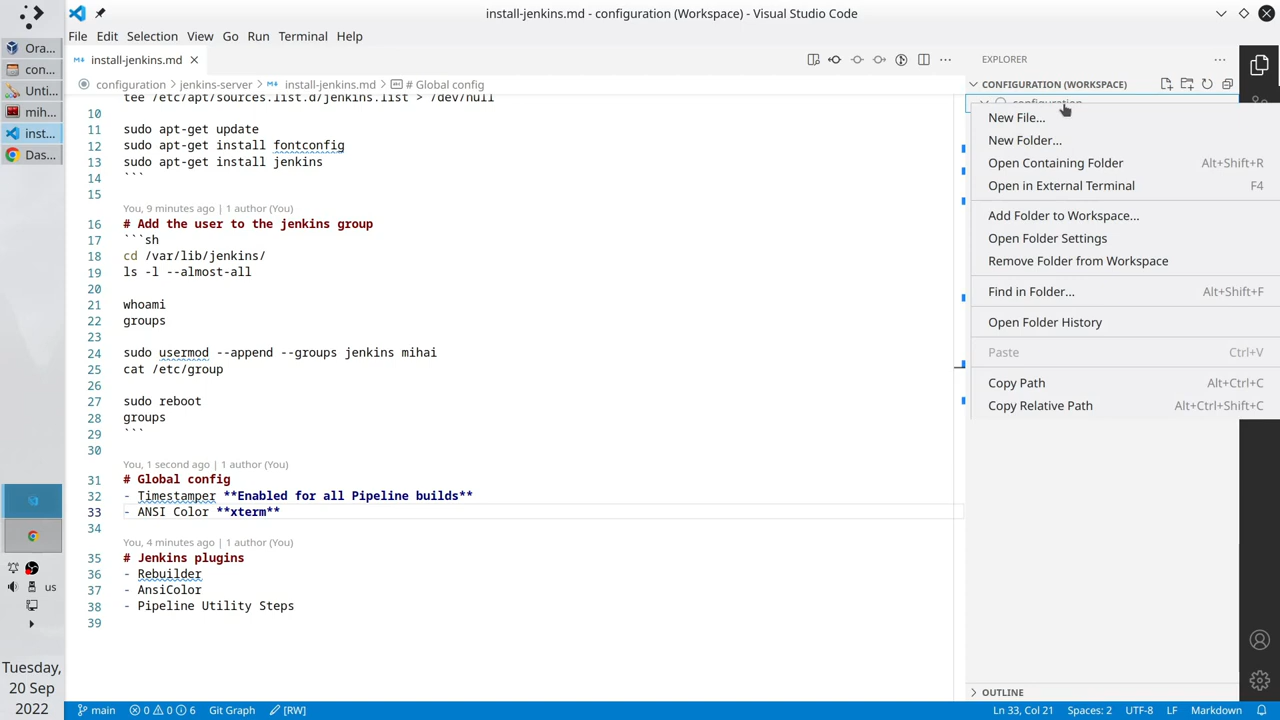 install-jenkins.md - configuration (Workspace) - Visual Studio Code
File Edit Selection View Go Run Terminal Help
Ora...
con...
Unti...
mih...
inst...
Das...
us
Tuesday,
20 Sep
2022
install-jenkins.md
configuration > jenkins-server > install-jenkins.md > # Global config
tee /etc/apt/sources.list.d/jenkins.list > /dev/null
10
11 sudo apt-get update
12 sudo apt-get install fontconfig
13 sudo apt-get install jenkins
14 ```
15
You, 9 minutes ago | 1 author (You)
16 # Add the user to the jenkins group
17 ```sh
18 cd /var/lib/jenkins/
19 ls -l --almost-all
20
21 whoami
22 groups
23
24 sudo usermod --append --groups jenkins mihai
25 cat /etc/group
26
27 sudo reboot
28 groups
29 ```
30
You, 1 second ago | 1 author (You)
31 # Global config
32 - Timestamper **Enabled for all Pipeline builds**
33 - ANSI Color **xterm**
34
You, 4 minutes ago | 1 author (You)
35 # Jenkins plugins
36 - Rebuilder
37 - AnsiColor
38 - Pipeline Utility Steps
39
EXPLORER
CONFIGURATION (WORKSPACE)
configuration
New File...
New Folder...
Open Containing Folder Alt+Shift+R
Open in External Terminal F4
Add Folder to Workspace...
Open Folder Settings
Remove Folder from Workspace
Find in Folder... Alt+Shift+F
Open Folder History
Paste Ctrl+V
Copy Path Alt+Ctrl+C
Copy Relative Path Alt+Ctrl+Shift+C
OUTLINE
main 0 0 6 Git Graph [RW] Ln 33, Col 21 Spaces: 2 UTF-8 LF Markdown